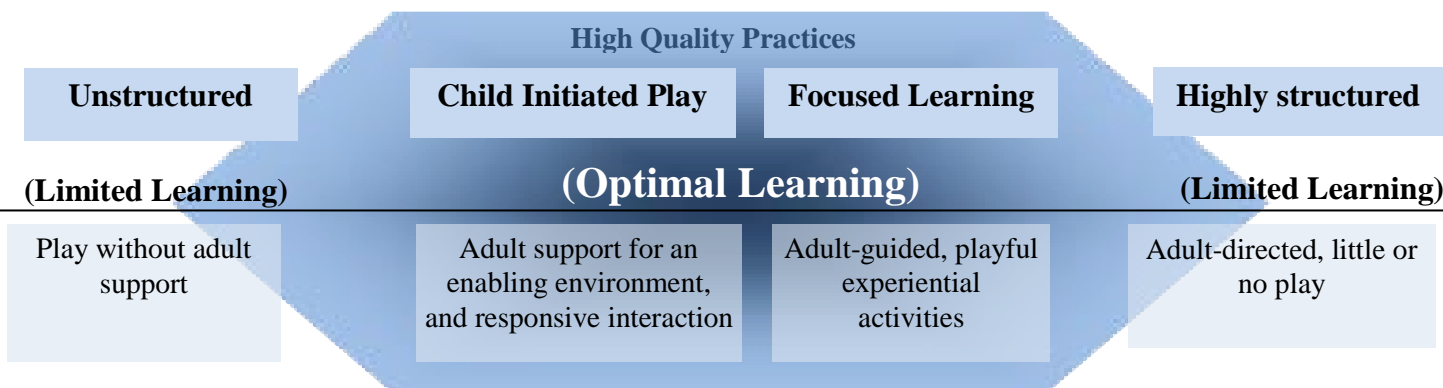 High Quality Practices
Unstructured
Child Initiated Play
Focused Learning
Highly structured
(Limited Learning)
(Optimal Learning)
(Limited Learning)
Play without adult
support
Adult support for an
enabling environment,
and responsive interaction
Adult-guided, playful
experiential
activities
Adult-directed, little or
no play